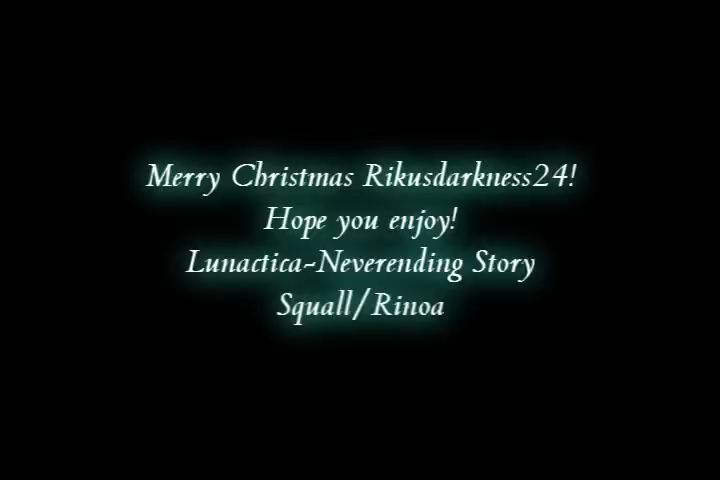 Merry Christmas Rikusdarkness24!
Hope you enjoy!
Lunactica~Neverending Story
Squall/Rinoa